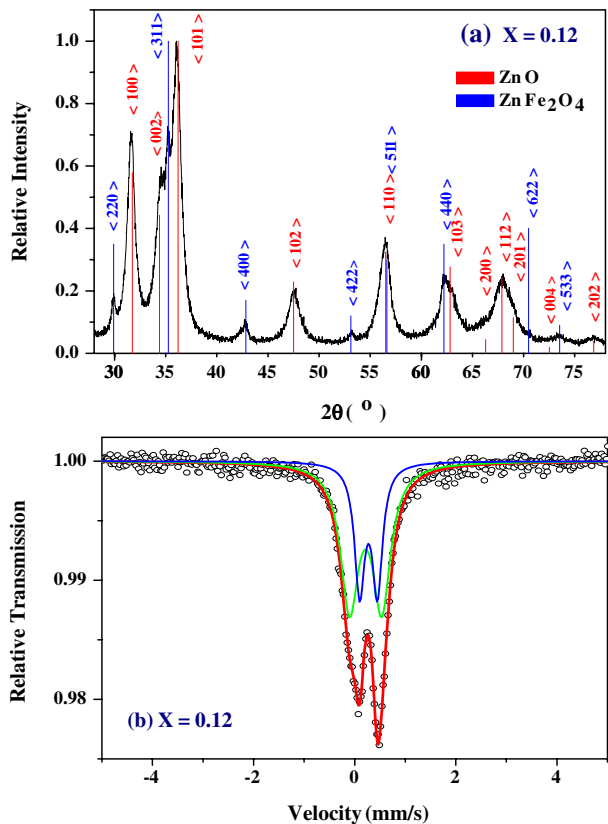 (a) X = 0.12
ZnO
ZnFe2O4
Relative Intensity
1.0
0.8
0.6
0.4
0.2
0.0
< 220 >
< 100 >
< 002 >
< 311 >
< 101 >
< 400 >
< 102 >
< 422 >
< 110 >
< 511 >
< 440 >
< 103 >
< 200 >
< 112 >
< 201 >
< 622 >
< 004 >
< 533 >
< 202 >
30 35 40 45 50 55 60 65 70 75
2θ ( o )
Relative Transmission
1.00
0.99
0.98
(b) X = 0.12
-4 -2 0 2 4
Velocity (mm/s)